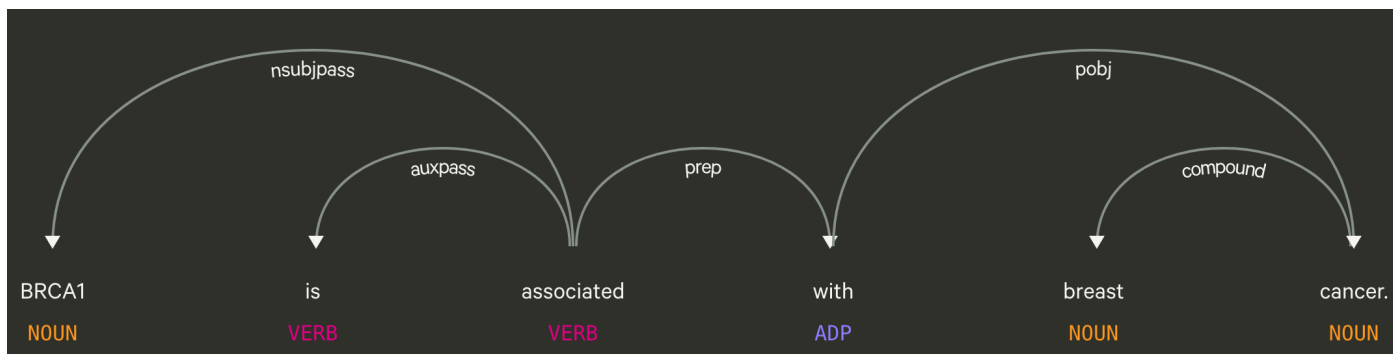 nsubjpass pobj
auxpass prep compound
BRCA1 is associated with breast cancer.
NOUN VERB VERB ADP NOUN NOUN